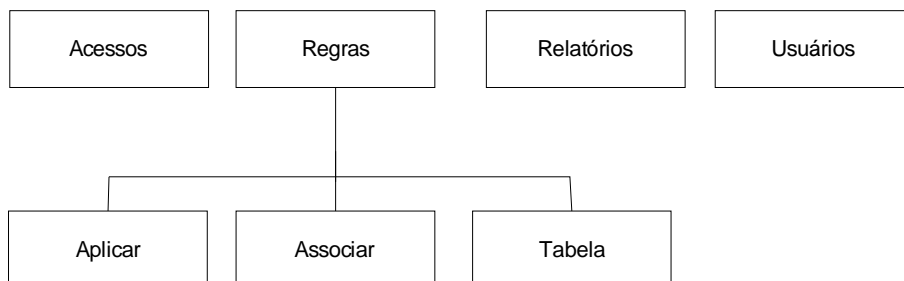 Acessos
Regras
Relatórios
Usuários
Aplicar
Associar
Tabela